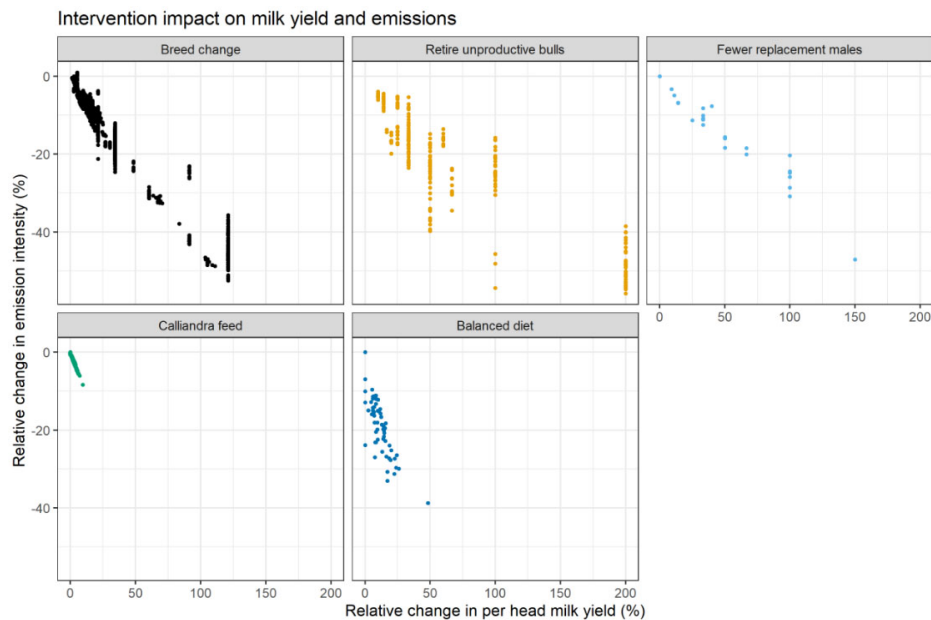 Intervention impact on milk yield and emissions
Breed change
Retire unproductive bulls
Fewer replacement males
0
-20
-40
0 50 100 150 200
Calliandra feed
Balanced diet
0
-20
-40
0 50 100 150 200
0 50 100 150 200
Relative change in emission intensity (%)
Relative change in per head milk yield (%)